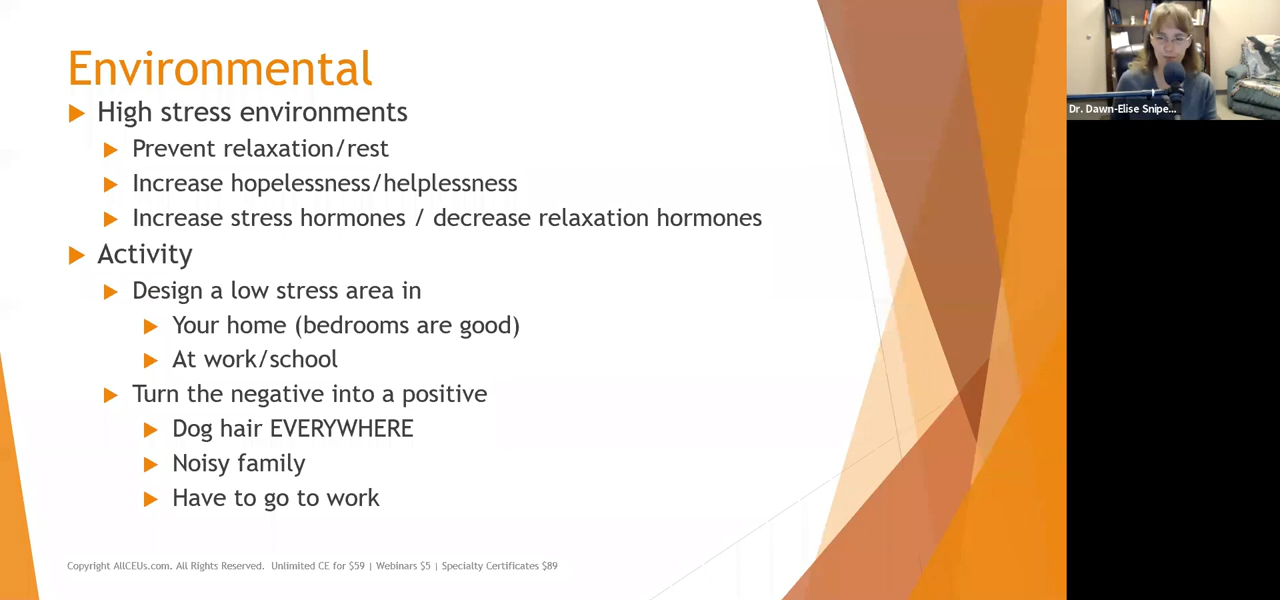 Environmental
High stress environments
Prevent relaxation/rest
Increase hopelessness/helplessness
Increase stress hormones / decrease relaxation hormones
Activity
Design a low stress area in
Your home (bedrooms are good)
At work/school
Turn the negative into a positive
Dog hair EVERYWHERE
Noisy family
Have to go to work
Copyright AllCEUs.com. All Rights Reserved. Unlimited CE for $59 | Webinars $5 | Specialty Certificates $89
Dr. Dawn-Elise Snipe...